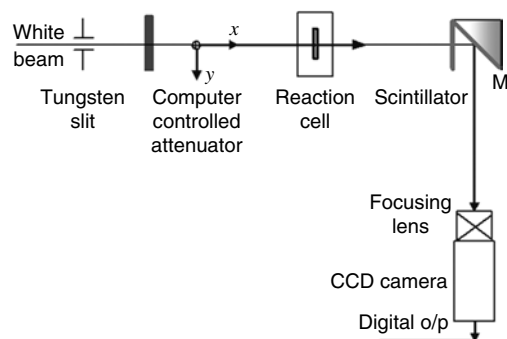 White
beam
x
y
Tungsten
slit
Computer
controlled
attenuator
Reaction
cell
Scintillator
M
Focusing
lens
CCD camera
Digital o/p